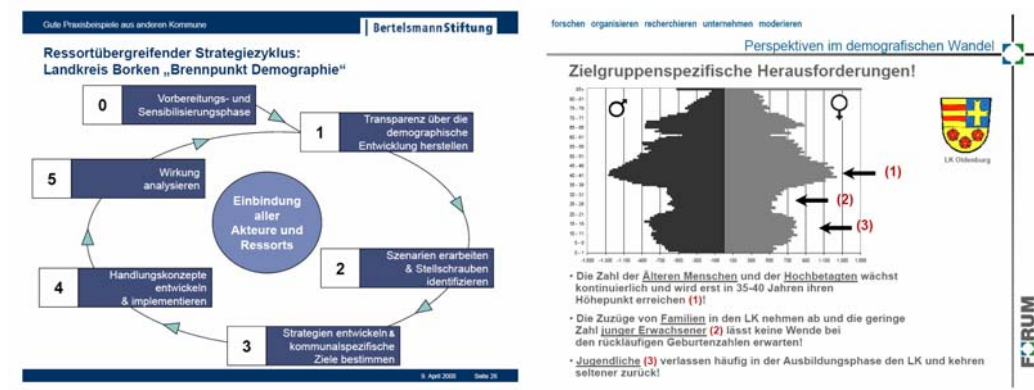 Gute Praxisbeispiele aus anderen Kommune
BertelsmannStiftung
Ressortübergreifender Strategiezyklus:
Landkreis Borken „Brennpunkt Demographie“
0
Vorbereitungs- und
Sensibilisierungsphase
1
Transparenz über die
demographische
Entwicklung herstellen
5
Wirkung
analysieren
Einbindung
aller
Akteure und
Ressorts
2
Szenarien erarbeiten
& Stellschrauben
identifizieren
4
Handlungskonzepte
entwickeln
& implementieren
3
Strategien entwickeln &
kommunalspezifische
Ziele bestimmen
9. April 2008 Seite 26
forschen organisieren recherchieren unternehmen moderieren
Perspektiven im demografischen Wandel
Zielgruppenspezifische Herausforderungen!
LK Oldenburg
(1)
(2)
(3)
· Die Zahl der Älteren Menschen und der Hochbetagten wächst
kontinuierlich und wird erst in 35-40 Jahren ihren
Höhepunkt erreichen (1)!
· Die Zuzüge von Familien in den LK nehmen ab und die geringe
Zahl junger Erwachsener (2) lässt keine Wende bei
den rückläufigen Geburtenzahlen erwarten!
· Jugendliche (3) verlassen häufig in der Ausbildungsphase den LK und kehren
seltener zurück!
FORUM